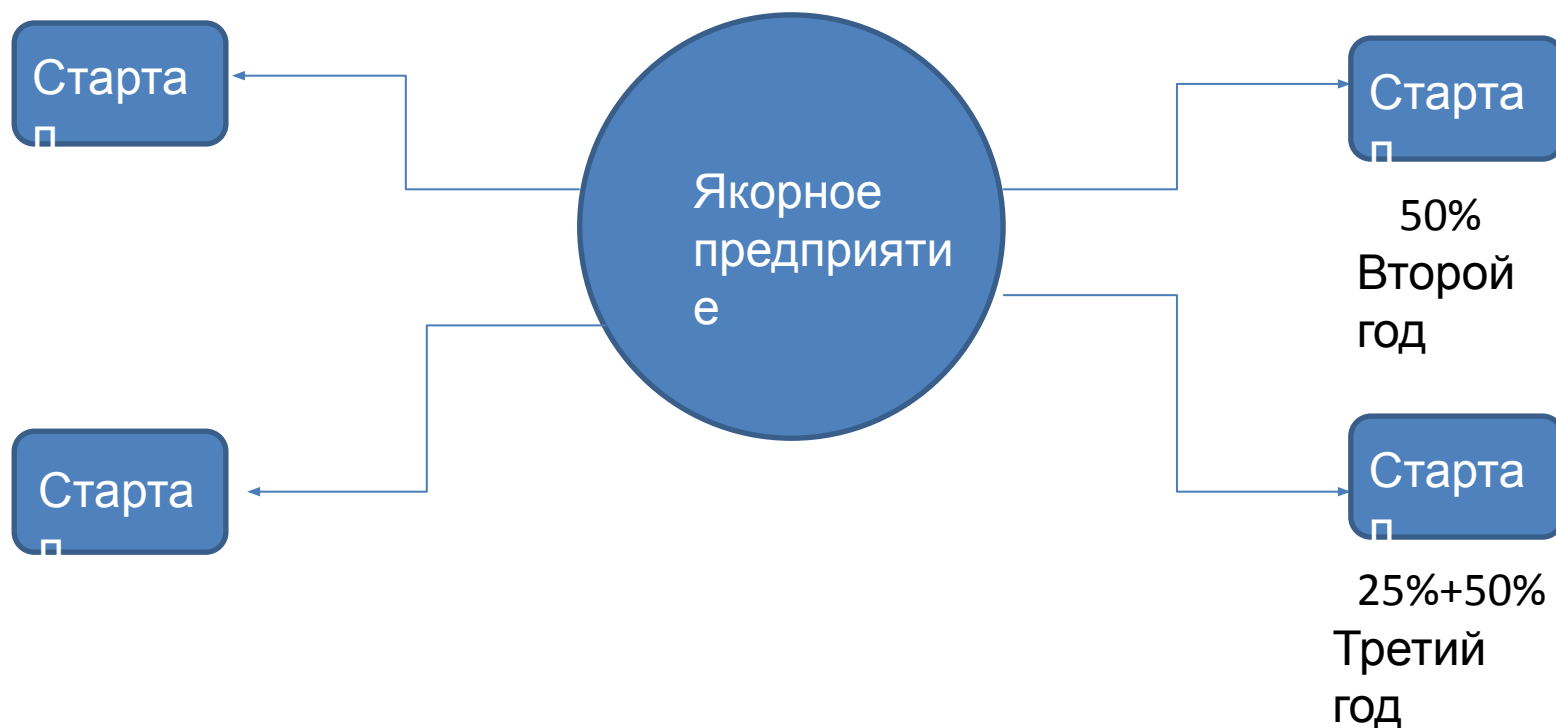 Старта
п
Старта
п
Якорное
предприяти
е
Старта
п
50%
Второй
год
Старта
п
25%+50%
Третий
год